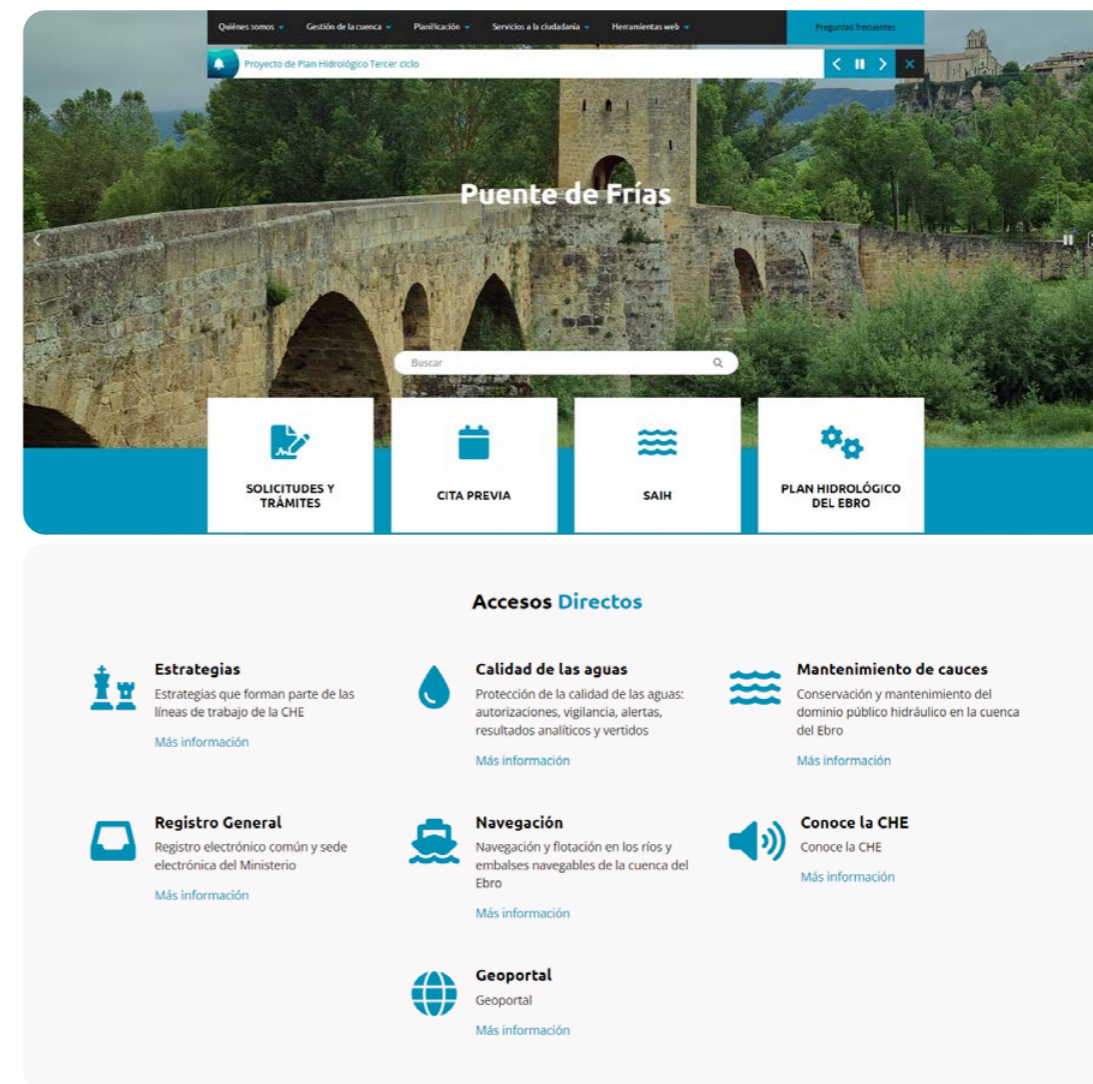 Quiénes somos Gestión de la cuenca Planificación Servicios a la ciudadanía Herramientas web Preguntas frecuentes
Proyecto de Plan Hidrológico Tercer ciclo
Puente de Frías
Buscar
SOLICITUDES Y
TRÁMITES
CITA PREVIA
SAIH
PLAN HIDROLÓGICO
DEL EBRO
Accesos Directos
Estrategias
Estrategias que forman parte de las
líneas de trabajo de la CHE
Más información
Calidad de las aguas
Protección de la calidad de las aguas:
autorizaciones, vigilancia, alertas,
resultados analíticos y vertidos
Más información
Mantenimiento de cauces
Conservación y mantenimiento del
dominio público hidráulico en la cuenca
del Ebro
Más información
Registro General
Registro electrónico común y sede
electrónica del Ministerio
Más información
Navegación
Navegación y flotación en los ríos y
embalses navegables de la cuenca del
Ebro
Más información
Conoce la CHE
Conoce la CHE
Más información
Geoportal
Geoportal
Más información